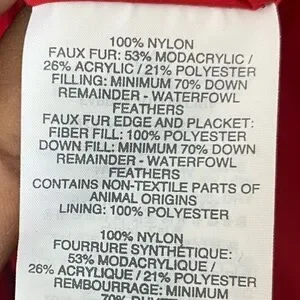 100% NYLON
FAUX FUR: 53% MODACRYLIC /
26% ACRYLIC / 21% POLYESTER
FILLING: MINIMUM 70% DOWN
REMAINDER - WATERFOWL
FEATHERS
FAUX FUR EDGE AND PLACKET:
FIBER FILL: 100% POLYESTER
DOWN FILL: MINIMUM 70% DOWN
REMAINDER - WATERFOWL
FEATHERS
CONTAINS NON-TEXTILE PARTS OF
ANIMAL ORIGINS
LINING: 100% POLYESTER
100% NYLON
FOURRURE SYNTHÉTIQUE:
53% MODACRYLIQUE /
26% ACRYLIQUE / 21% POLYESTER
REMBOURRAGE: MINIMUM
70%